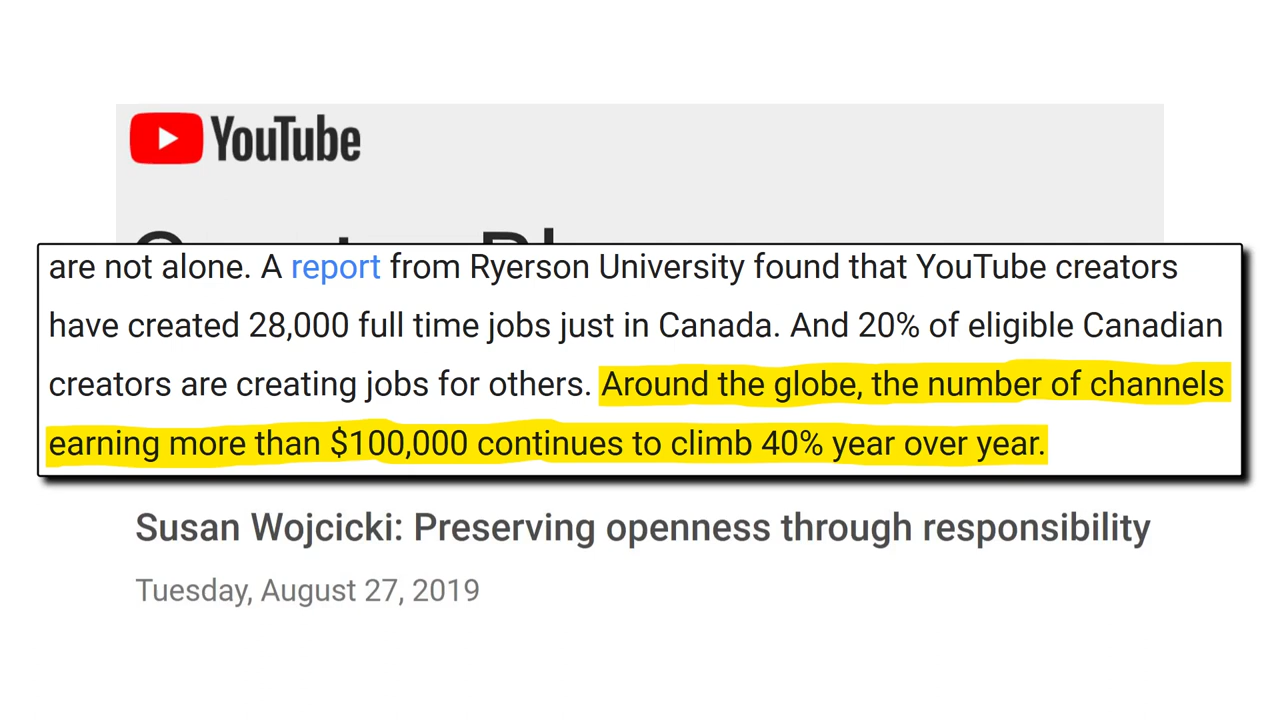 YouTube
are not alone. A report from Ryerson University found that YouTube creators
have created 28,000 full time jobs just in Canada. And 20% of eligible Canadian
creators are creating jobs for others. Around the globe, the number of channels
earning more than $100,000 continues to climb 40% year over year.
Susan Wojcicki: Preserving openness through responsibility
Tuesday, August 27, 2019